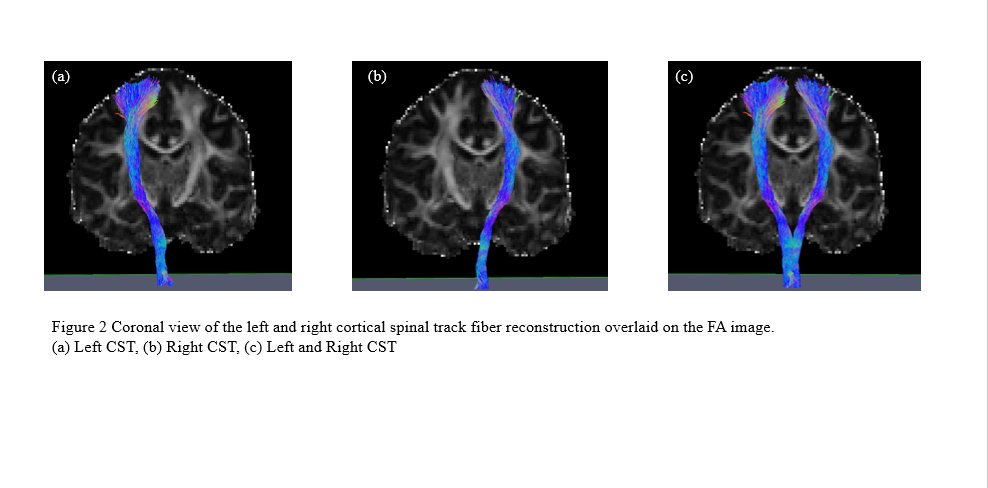 (a)
(b)
(c)
Figure 2 Coronal view of the left and right cortical spinal track fiber reconstruction overlaid on the FA image.
(a) Left CST, (b) Right CST, (c) Left and Right CST